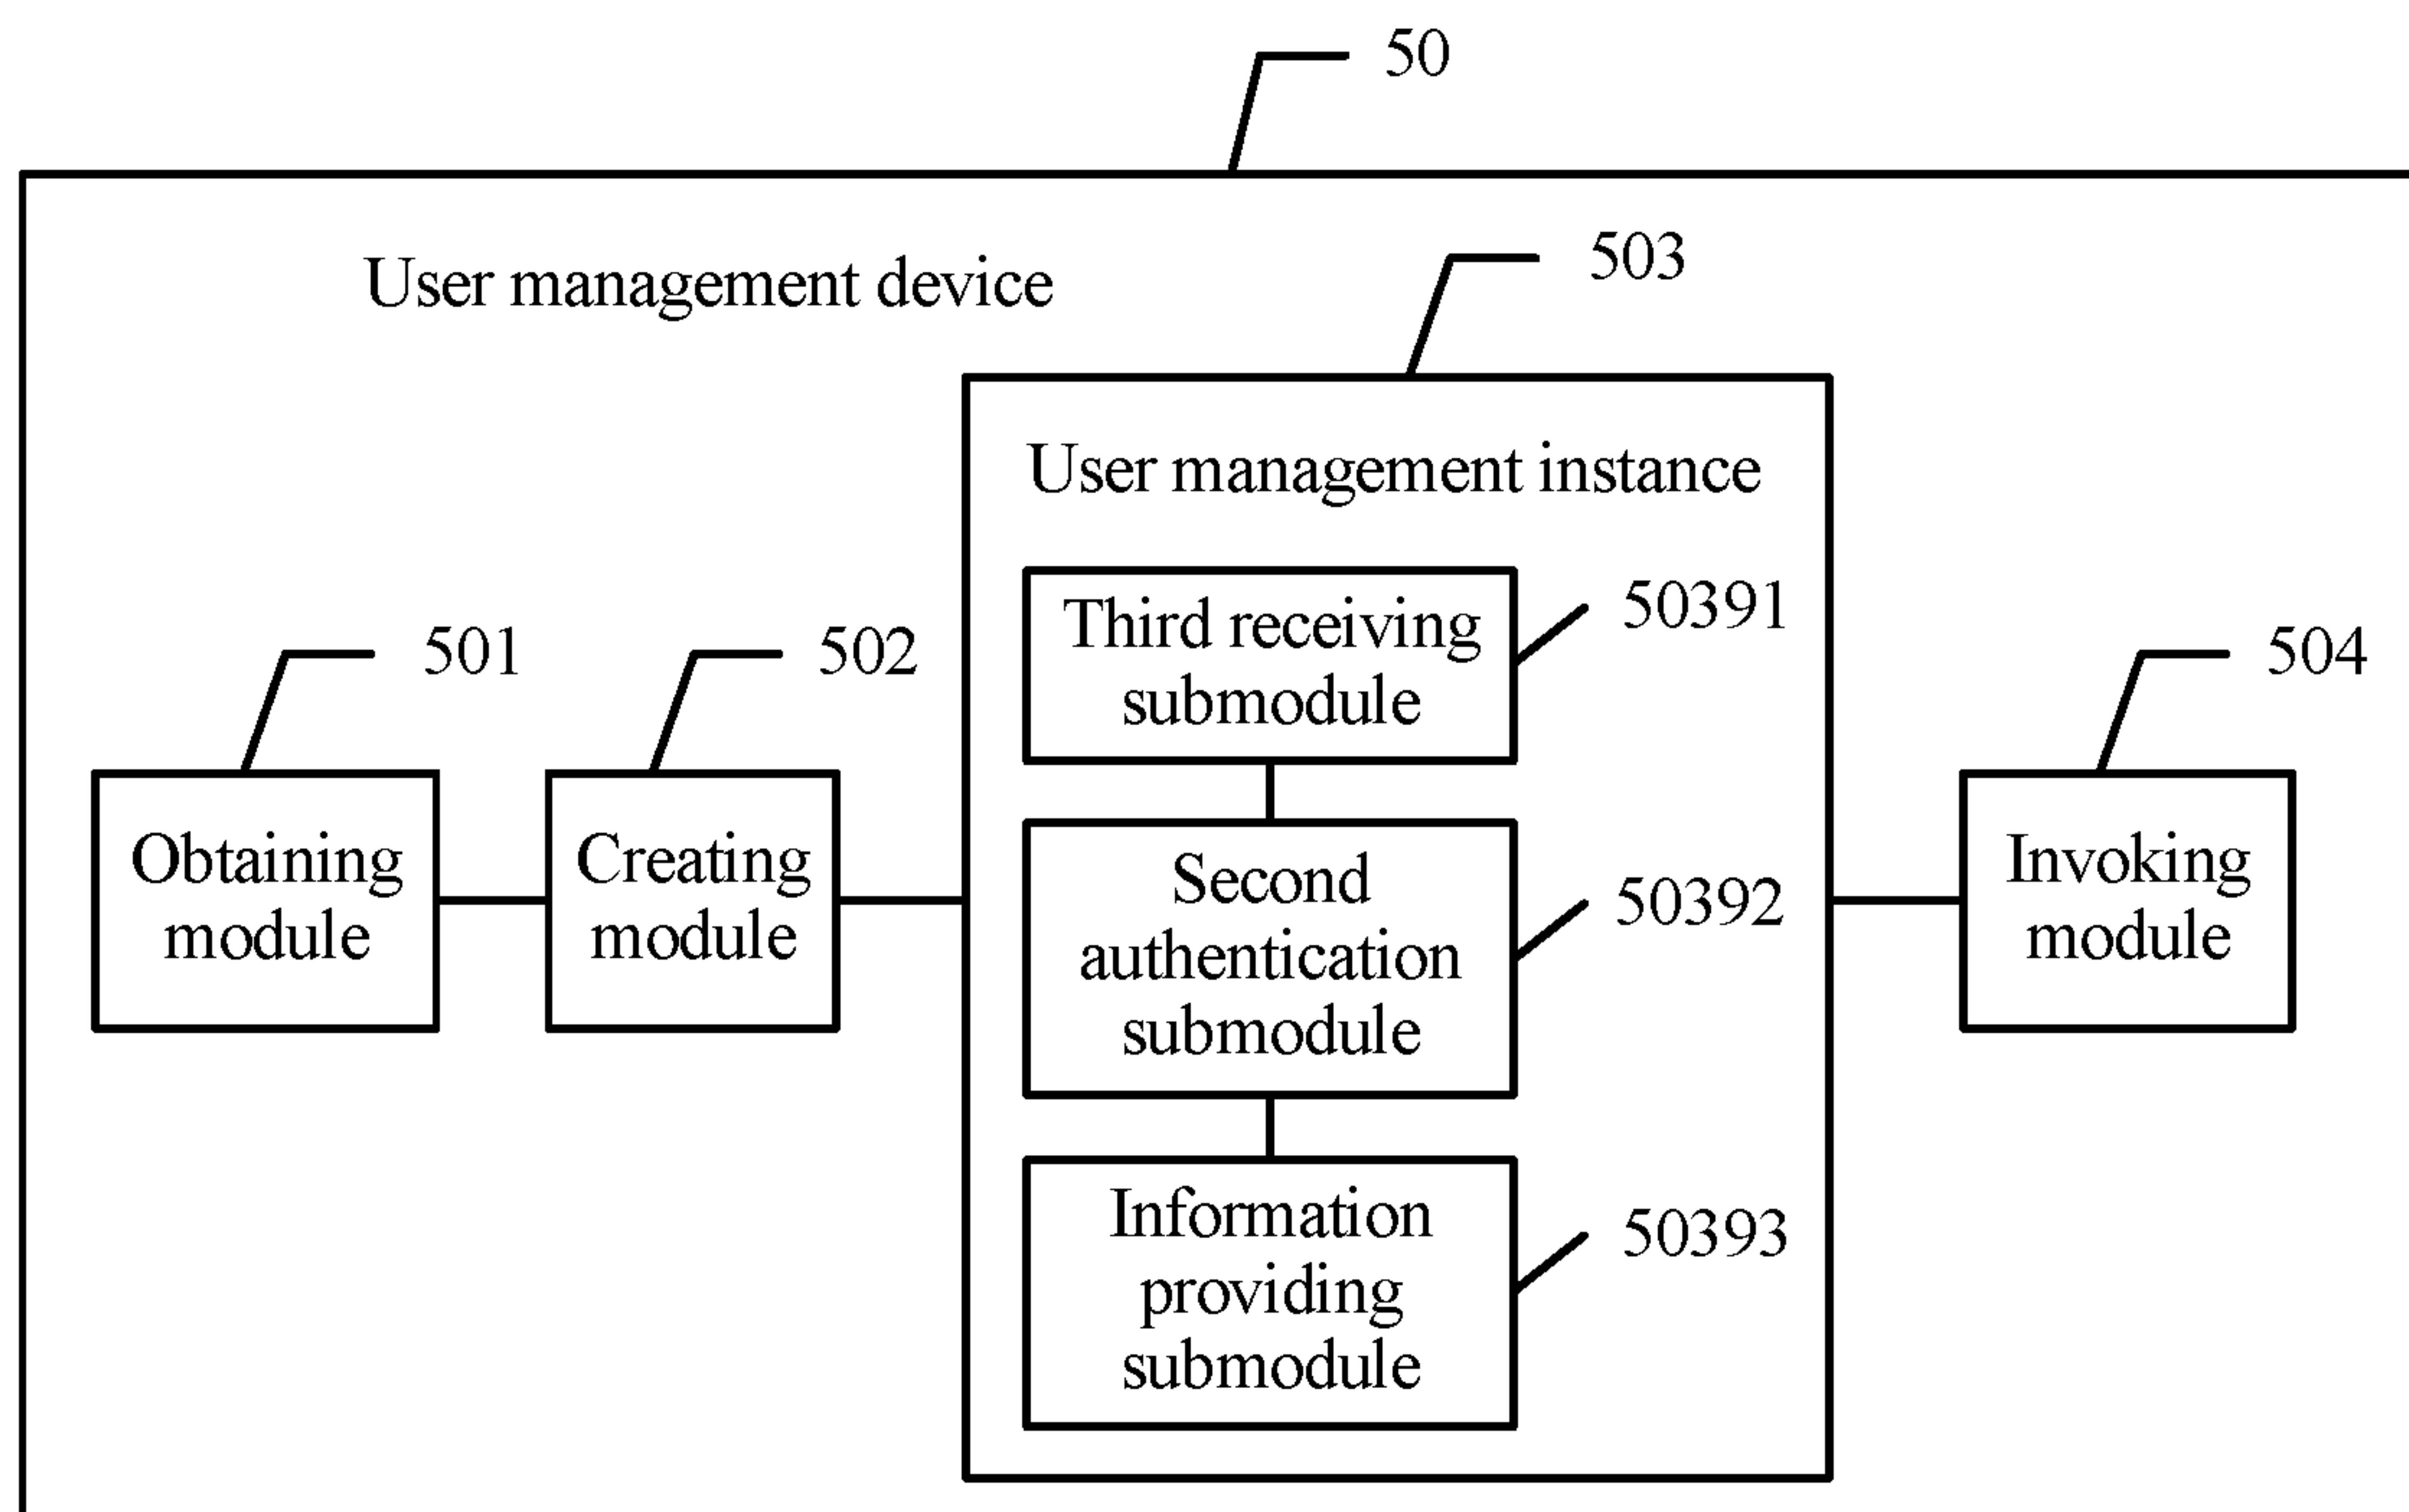 50
User management device
503
User management instance
Third receiving
submodule
50391
501
502
504
Obtaining
module
Creating
module
Second
authentication
submodule
50392
Invoking
module
Information
providing
submodule
50393